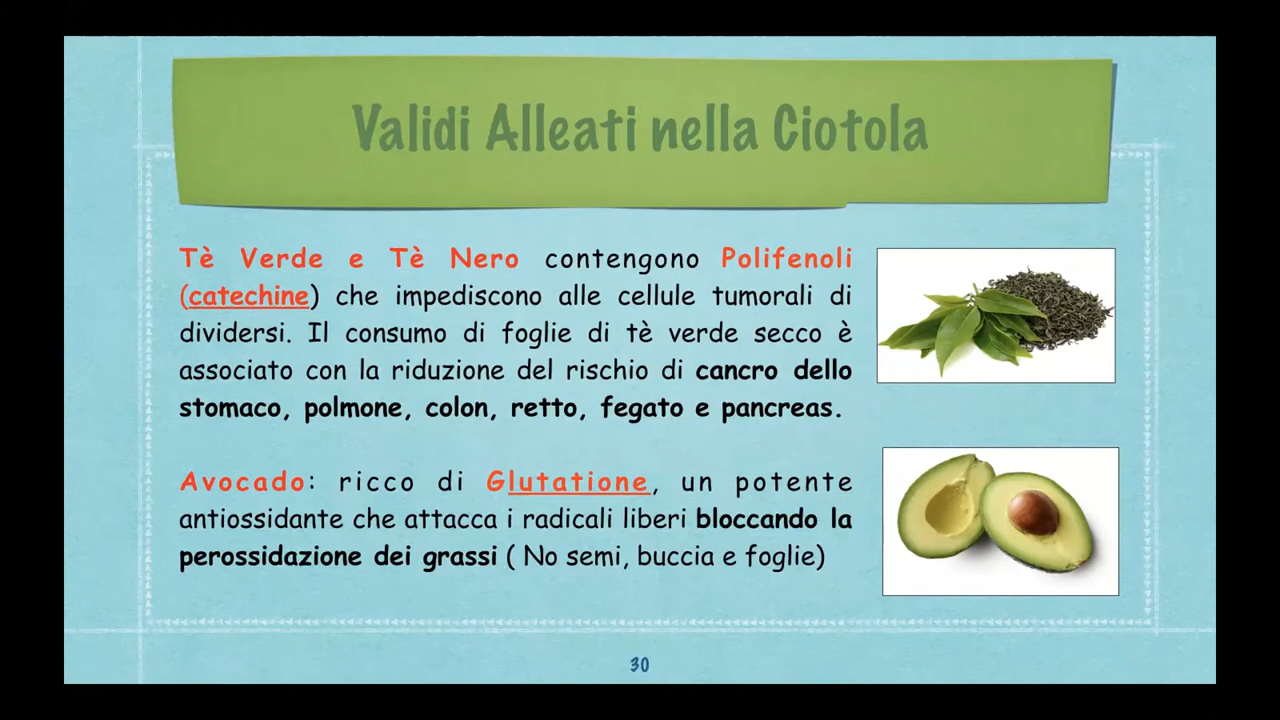 Validi Alleati nella Ciotola
Tè Verde e Tè Nero contengono Polifenoli
(catechine) che impediscono alle cellule tumorali di
dividersi. Il consumo di foglie di tè verde secco è
associato con la riduzione del rischio di cancro dello
stomaco, polmone, colon, retto, fegato e pancreas.
Avocado: ricco di Glutatione, un potente
antiossidante che attacca i radicali liberi bloccando la
perossidazione dei grassi ( No semi, buccia e foglie)
30